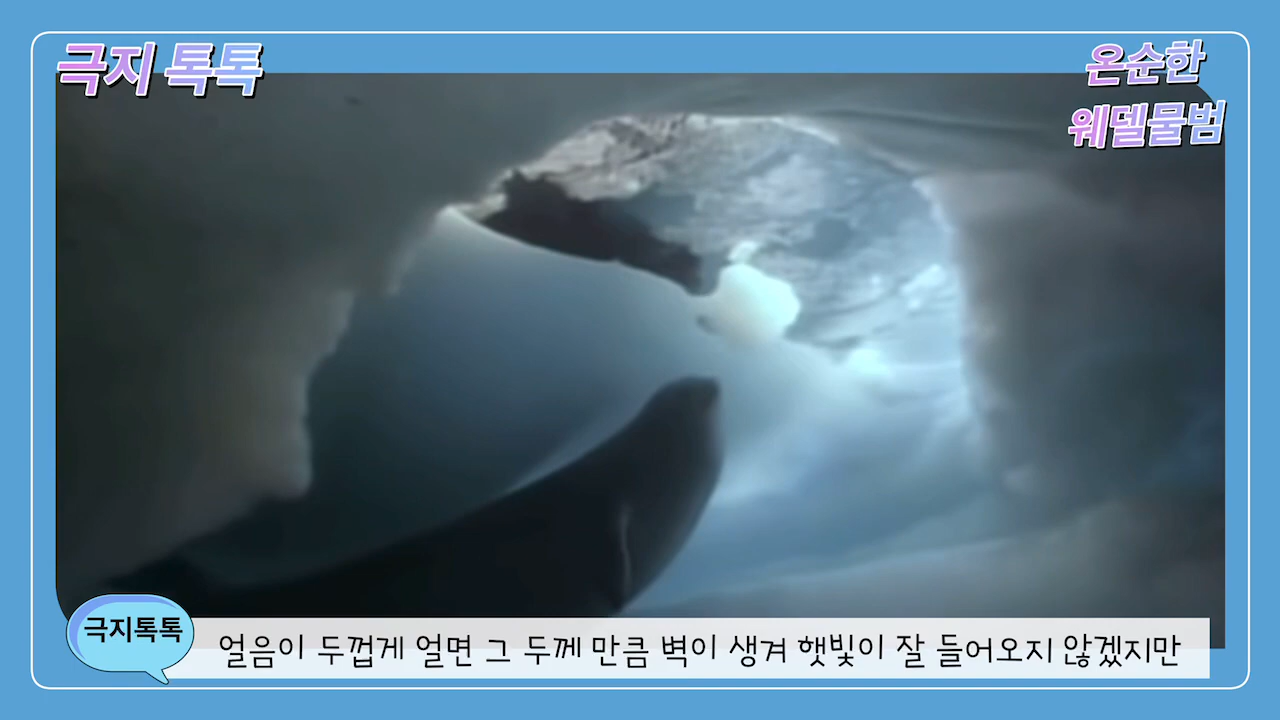 극지 톡톡
온순한
웨델물범
극지톡톡
얼음이 두껍게 얼면 그 두께 만큼 벽이 생겨 햇빛이 잘 들어오지 않겠지만